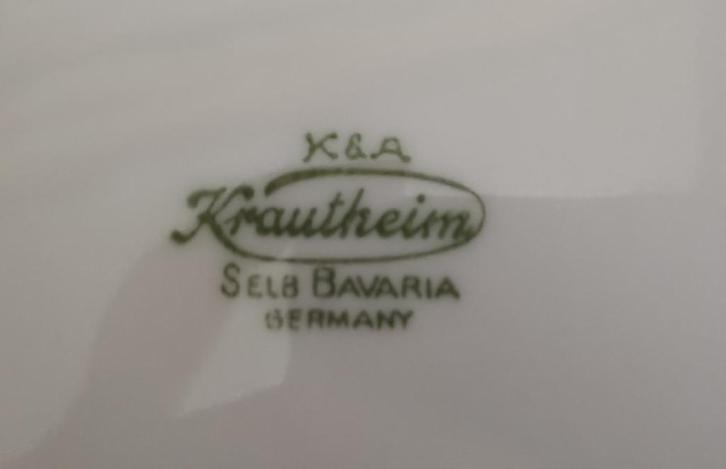 K&A
Krautheim
SELB BAVARIA
GERMANY